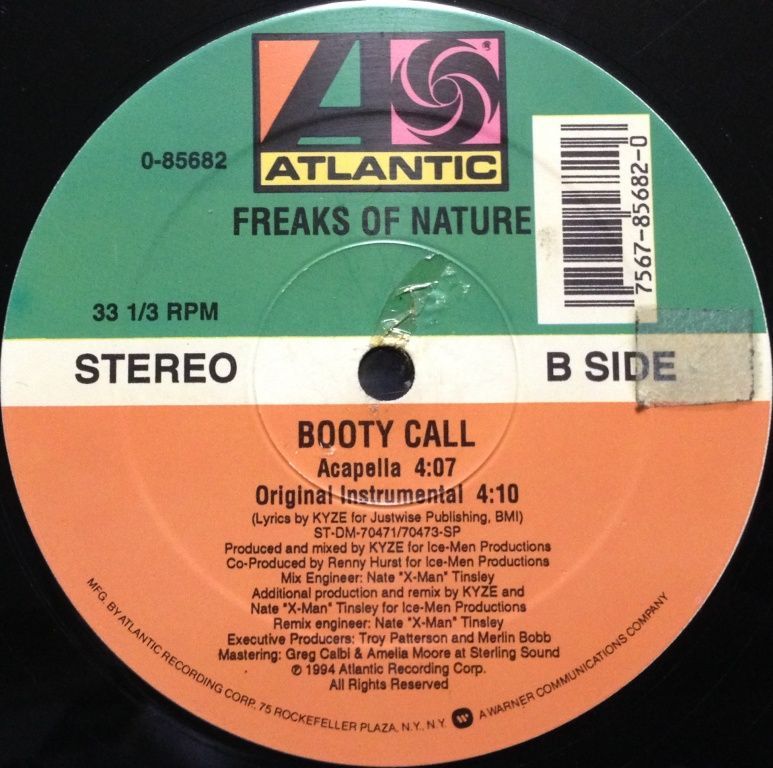 ATLANTIC
®
0-85682
7567-85682-0
FREAKS OF NATURE
33 1/3 RPM
STEREO
B SIDE
BOOTY CALL
Acapella 4:07
Original Instrumental 4:10
(Lyrics by KYZE for Justwise Publishing, BMI)
ST-DM-70471/70473-SP
Produced and mixed by KYZE for Ice-Men Productions
Co-Produced by Renny Hurst for Ice-Men Productions
Mix Engineer: Nate "X-Man" Tinsley
Additional production and remix by KYZE and
Nate "X-Man" Tinsley for Ice-Men Productions
Remix engineer: Nate "X-Man" Tinsley
Executive Producers: Troy Patterson and Merlin Bobb
Mastering: Greg Calbi & Amelia Moore at Sterling Sound
℗ 1994 Atlantic Recording Corp.
All Rights Reserved
MFG. BY ATLANTIC RECORDING CORP., 75 ROCKEFELLER PLAZA, N.Y., N.Y. A WARNER COMMUNICATIONS COMPANY